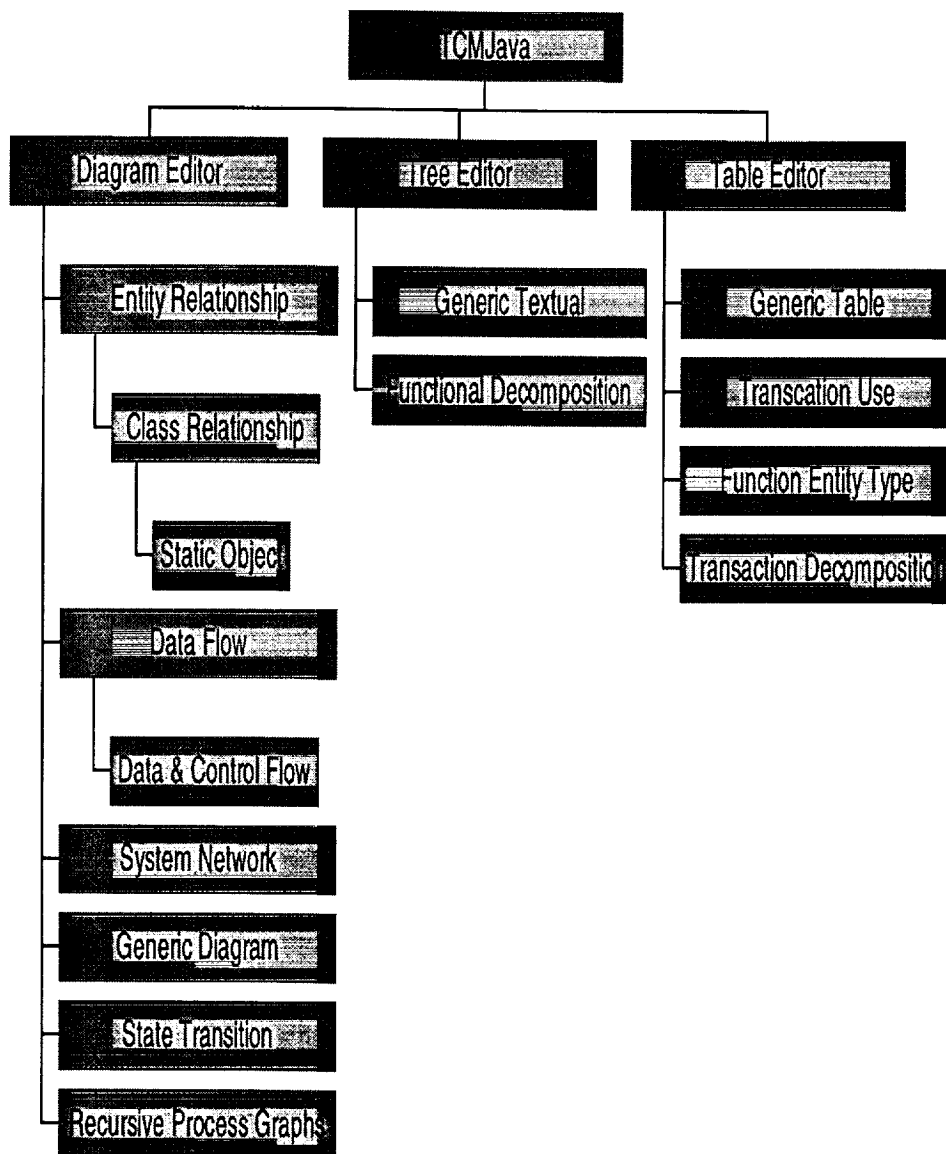 TCMJava
Diagram Editor
Tree Editor
Table Editor
Entity Relationship
Class Relationship
Static Objec
Data Flow
Data & Control Flow
System Network
Generic Diagram
State Transition
Recursive Process Graphs
Generic Textual
Functional Decomposition
Generic Table
Transcation Use
Function Entity Type
Transaction Decomposition